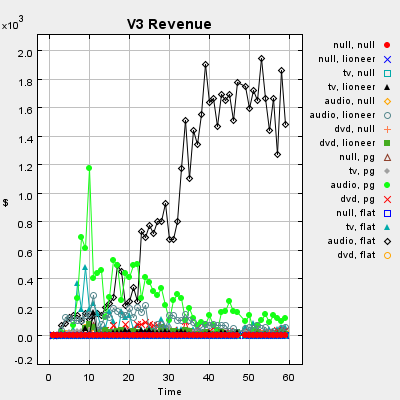 V3 Revenue
x10³
2.0
1.8
1.6
1.4
1.2
1.0
0.8
0.6
0.4
0.2
0.0
-0.2
$
0 10 20 30 40 50 60
Time
null, null
null, lioneer
tv, null
tv, lioneer
audio, null
audio, lioneer
dvd, null
dvd, lioneer
null, pg
tv, pg
audio, pg
dvd, pg
null, flat
tv, flat
audio, flat
dvd, flat